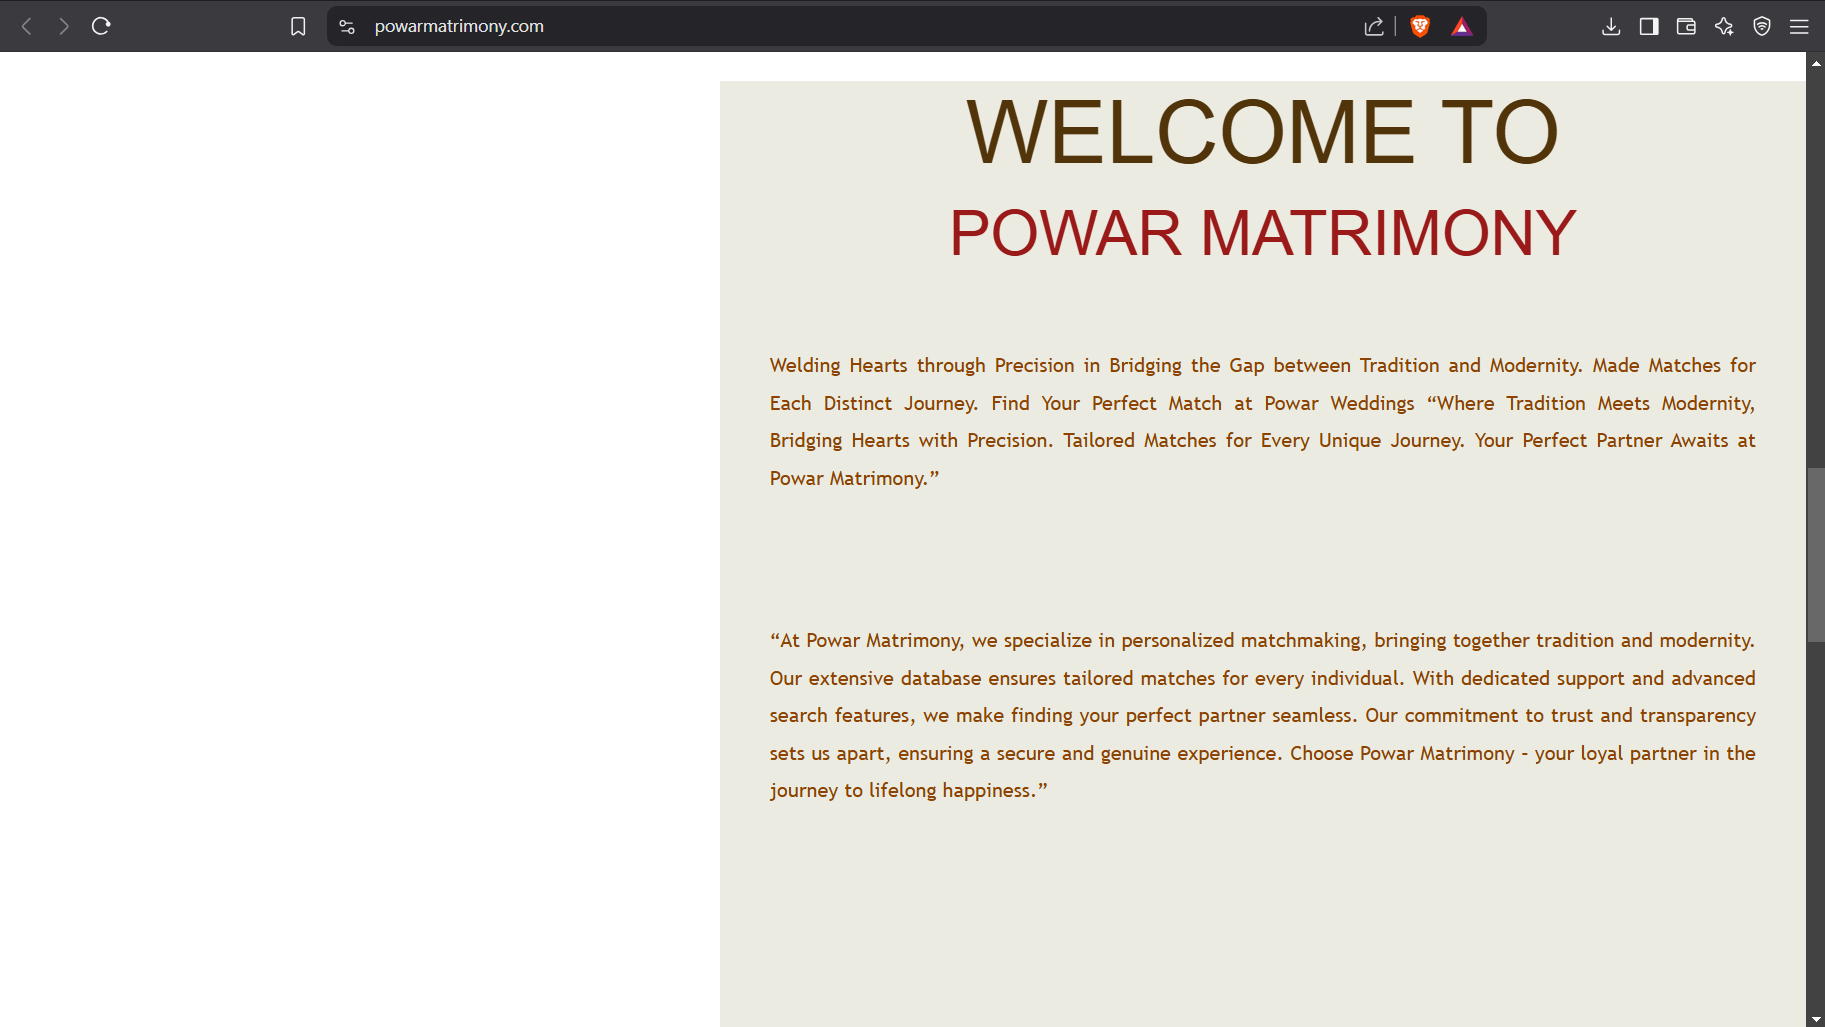 powarmatrimony.com
WELCOME TO
POWAR MATRIMONY
Welding Hearts through Precision in Bridging the Gap between Tradition and Modernity. Made Matches for
Each Distinct Journey. Find Your Perfect Match at Powar Weddings “Where Tradition Meets Modernity,
Bridging Hearts with Precision. Tailored Matches for Every Unique Journey. Your Perfect Partner Awaits at
Powar Matrimony.”
“At Powar Matrimony, we specialize in personalized matchmaking, bringing together tradition and modernity.
Our extensive database ensures tailored matches for every individual. With dedicated support and advanced
search features, we make finding your perfect partner seamless. Our commitment to trust and transparency
sets us apart, ensuring a secure and genuine experience. Choose Powar Matrimony – your loyal partner in the
journey to lifelong happiness.”